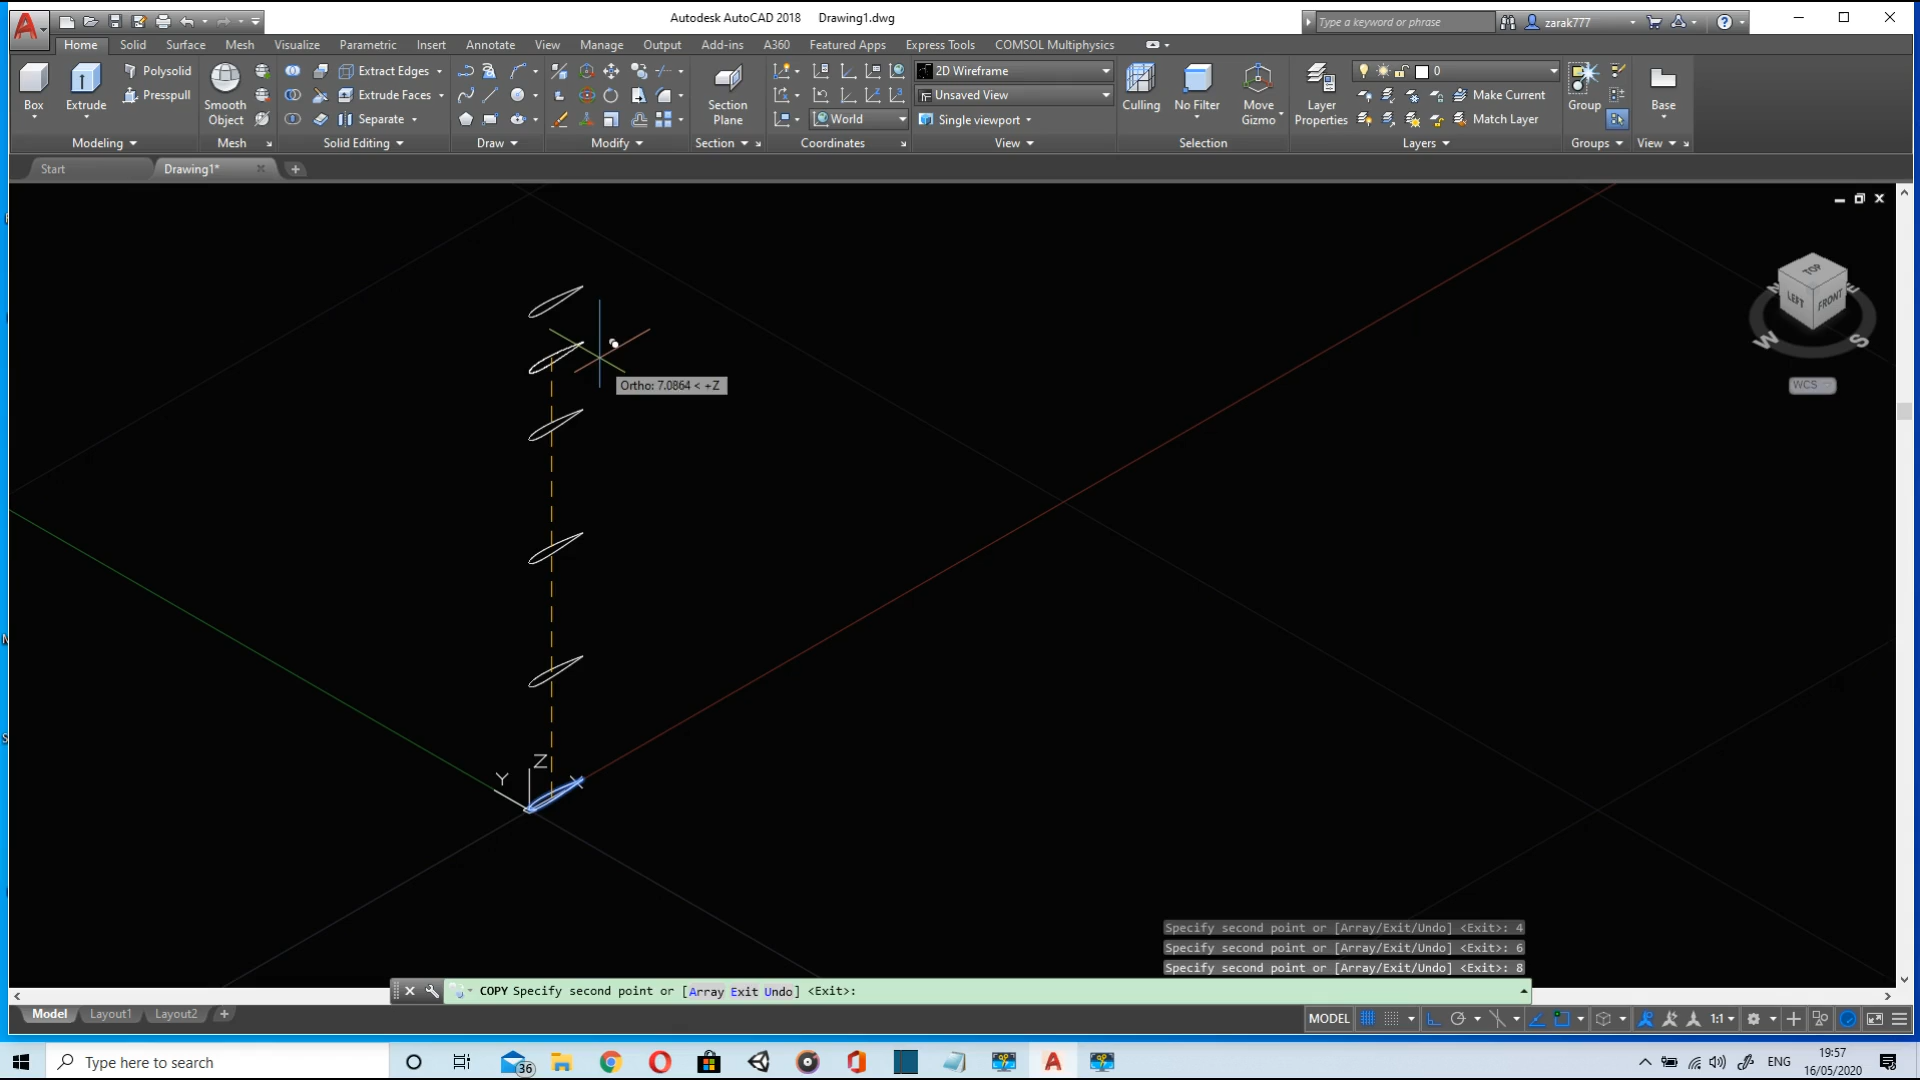 Autodesk AutoCAD 2018 Drawing1.dwg
Type a keyword or phrase
zarak777
Home Solid Surface Mesh Visualize Parametric Insert Annotate View Manage Output Add-ins A360 Featured Apps Express Tools COMSOL Multiphysics
Box
Extrude
Polysolid
Presspull
Modeling
Smooth
Object
Mesh
Extract Edges
Extrude Faces
Separate
Solid Editing
Draw
Modify
Section
Plane
Section
World
Coordinates
2D Wireframe
Unsaved View
Single viewport
View
Culling
No Filter
Move
Gizmo
Selection
Layer
Properties
0
Make Current
Match Layer
Layers
Group
Groups
Base
View
Start Drawing1*
TOP
LEFT FRONT
W S
WCS
Ortho: 7.0864 < +Z
Z
Y
Specify second point or [Array/Exit/Undo] <Exit>: 4
Specify second point or [Array/Exit/Undo] <Exit>: 6
Specify second point or [Array/Exit/Undo] <Exit>: 8
COPY Specify second point or [Array Exit Undo] <Exit>:
Model Layout1 Layout2
MODEL 1:1
Type here to search
36
ENG
19:57
16/05/2020